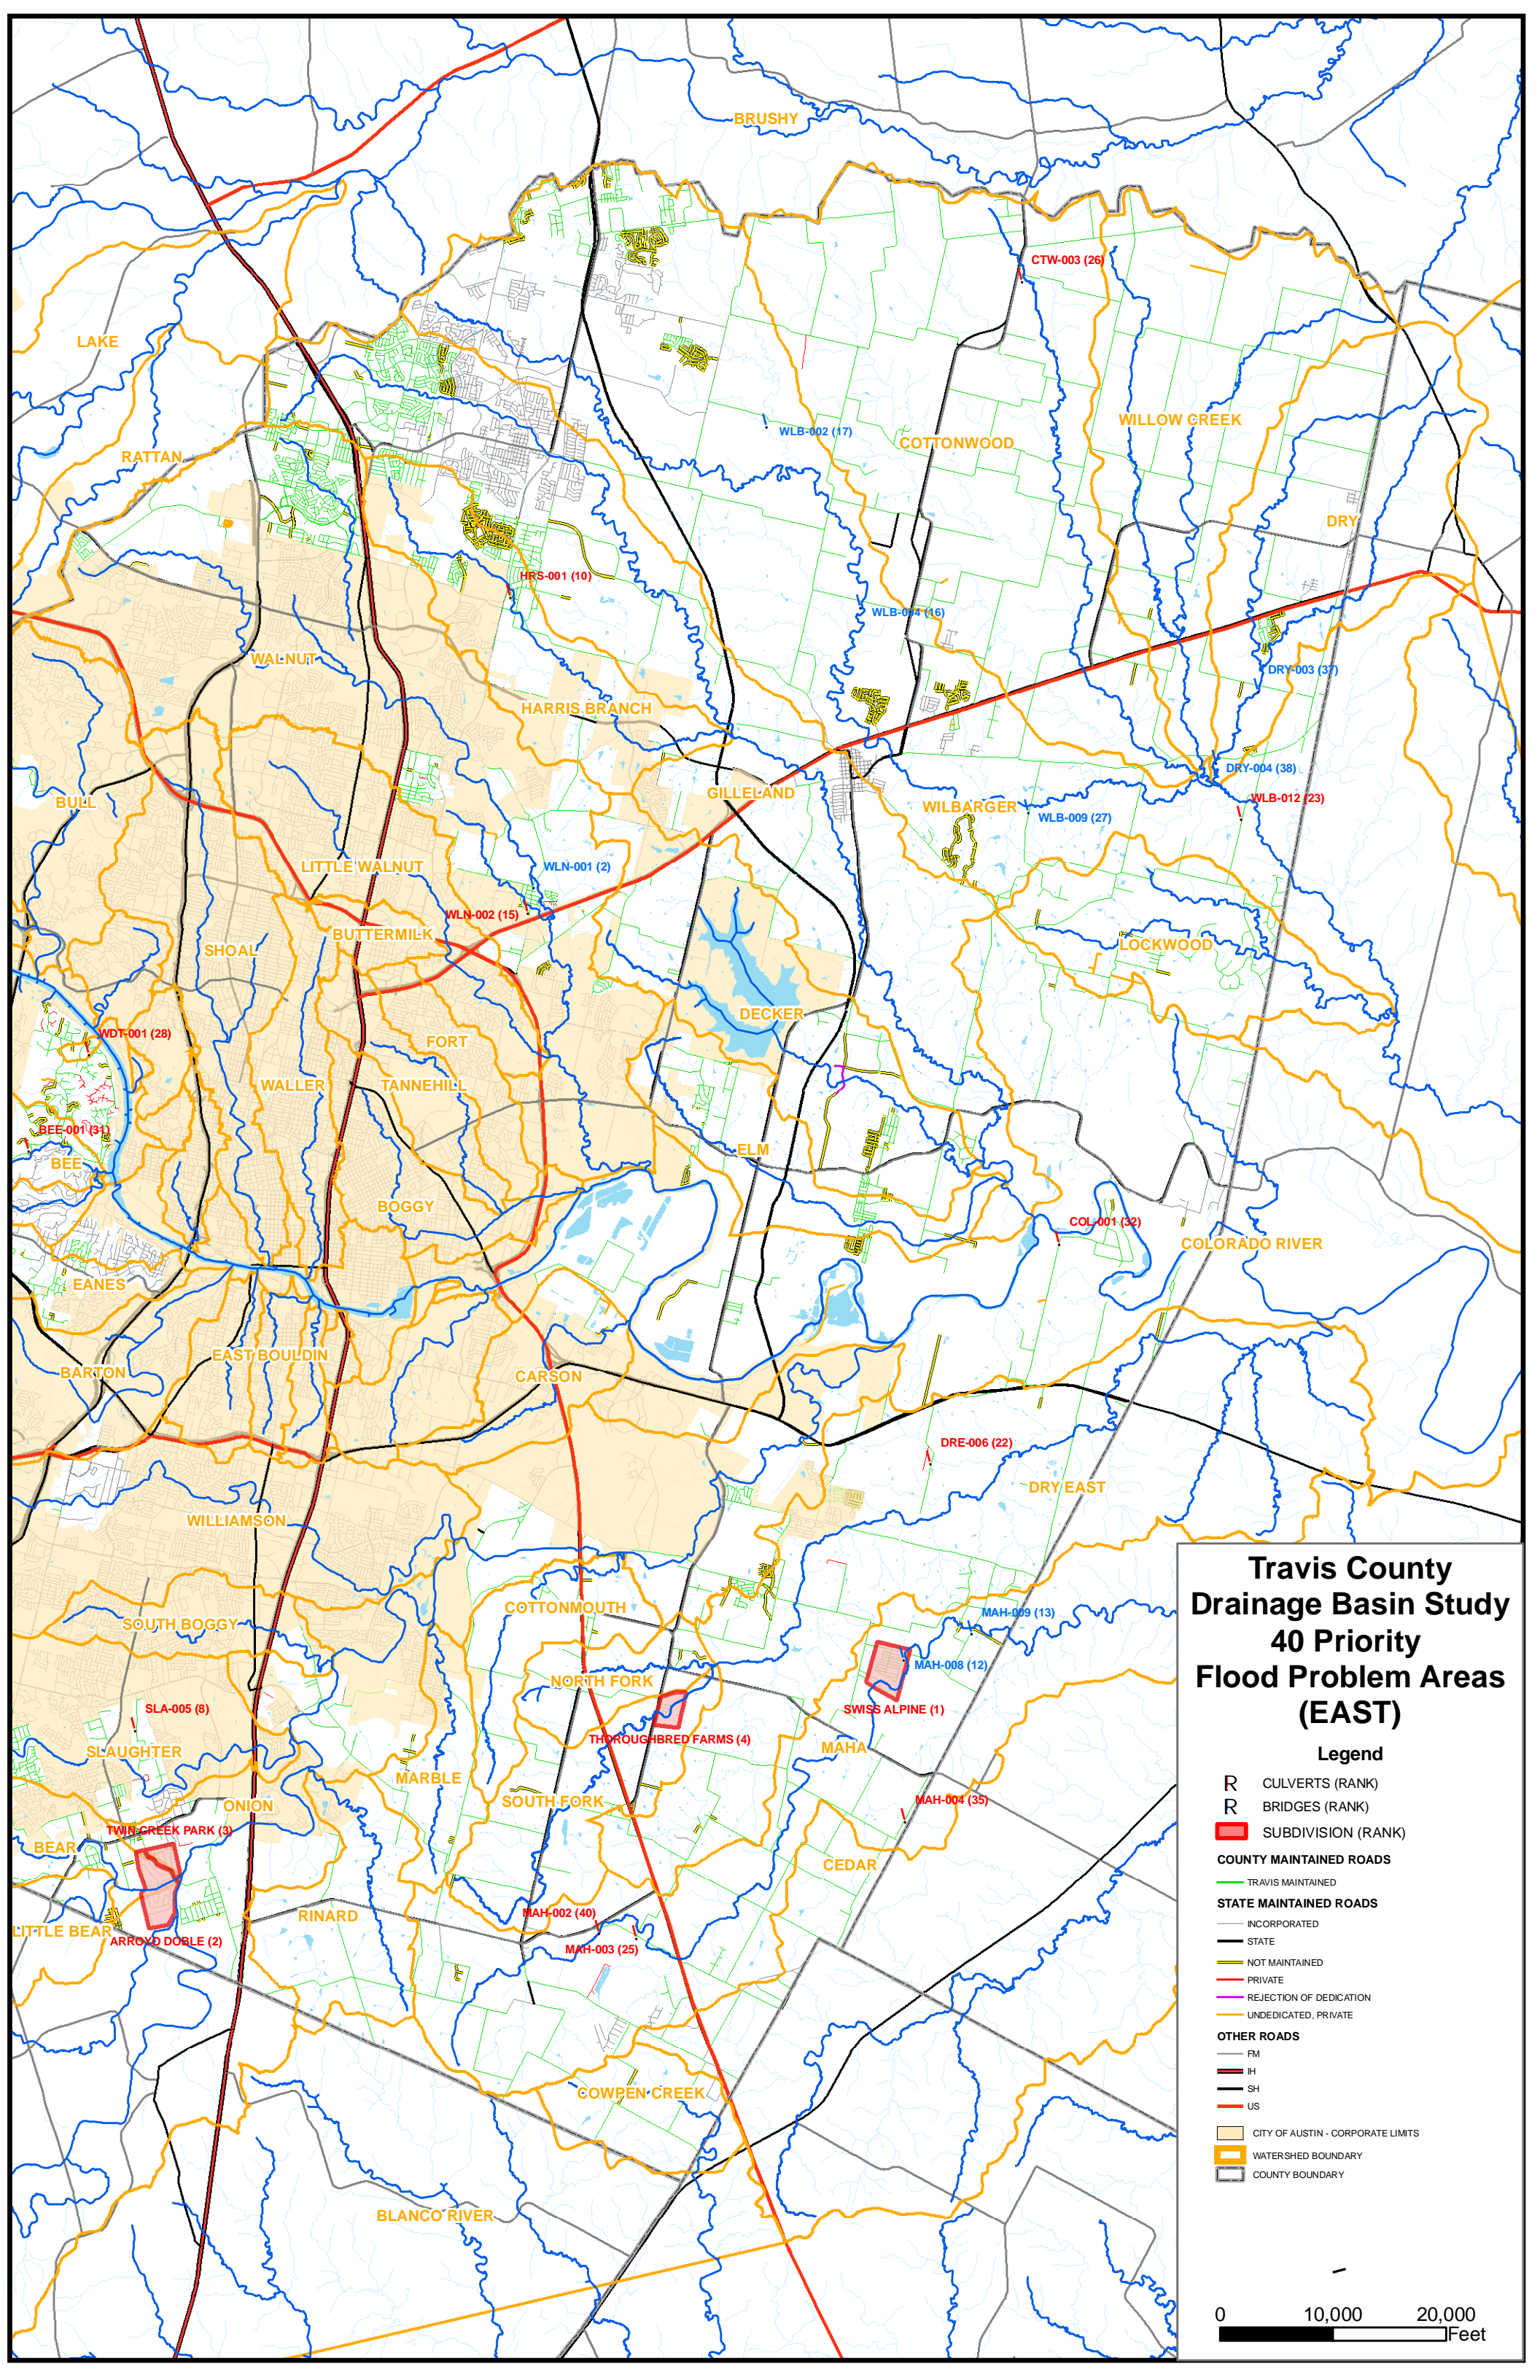 BRUSHY
CTW-003 (26)
LAKE
WILLOW CREEK
WLB-002 (17)
COTTONWOOD
RATTAN
DRY
HRS-001 (10)
WLB-004 (16)
WALNUT
DRY-003 (37)
HARRIS BRANCH
DRY-004 (38)
GILLELAND
BULL
WLB-012 (23)
WILBARGER
WLB-009 (27)
LITTLE WALNUT
WLN-001 (2)
WLN-002 (15)
BUTTERMILK
LOCKWOOD
SHOAL
DECKER
WDT-001 (28)
FORT
WALLER
TANNEHILL
BEE-001 (31)
ELM
BEE
BOGGY
COL-001 (32)
COLORADO RIVER
EANES
EAST BOULDIN
BARTON
CARSON
DRE-006 (22)
DRY EAST
WILLIAMSON
COTTONMOUTH
MAH-009 (13)
SOUTH BOGGY
MAH-008 (12)
NORTH FORK
SLA-005 (8)
SWISS ALPINE (1)
THOROUGHBRED FARMS (4)
MAHA
SLAUGHTER
MARBLE
SOUTH FORK
MAH-004 (35)
ONION
TWIN CREEK PARK (3)
BEAR
CEDAR
MAH-002 (40)
RINARD
LITTLE BEAR
ARROYO DOBLE (2)
MAH-003 (25)
COWPEN CREEK
BLANCO RIVER
Travis County
Drainage Basin Study
40 Priority
Flood Problem Areas
(EAST)
Legend
R CULVERTS (RANK)
R BRIDGES (RANK)
SUBDIVISION (RANK)
COUNTY MAINTAINED ROADS
TRAVIS MAINTAINED
STATE MAINTAINED ROADS
INCORPORATED
STATE
NOT MAINTAINED
PRIVATE
REJECTION OF DEDICATION
UNDEDICATED, PRIVATE
OTHER ROADS
FM
IH
SH
US
CITY OF AUSTIN - CORPORATE LIMITS
WATERSHED BOUNDARY
COUNTY BOUNDARY
0 10,000 20,000
Feet